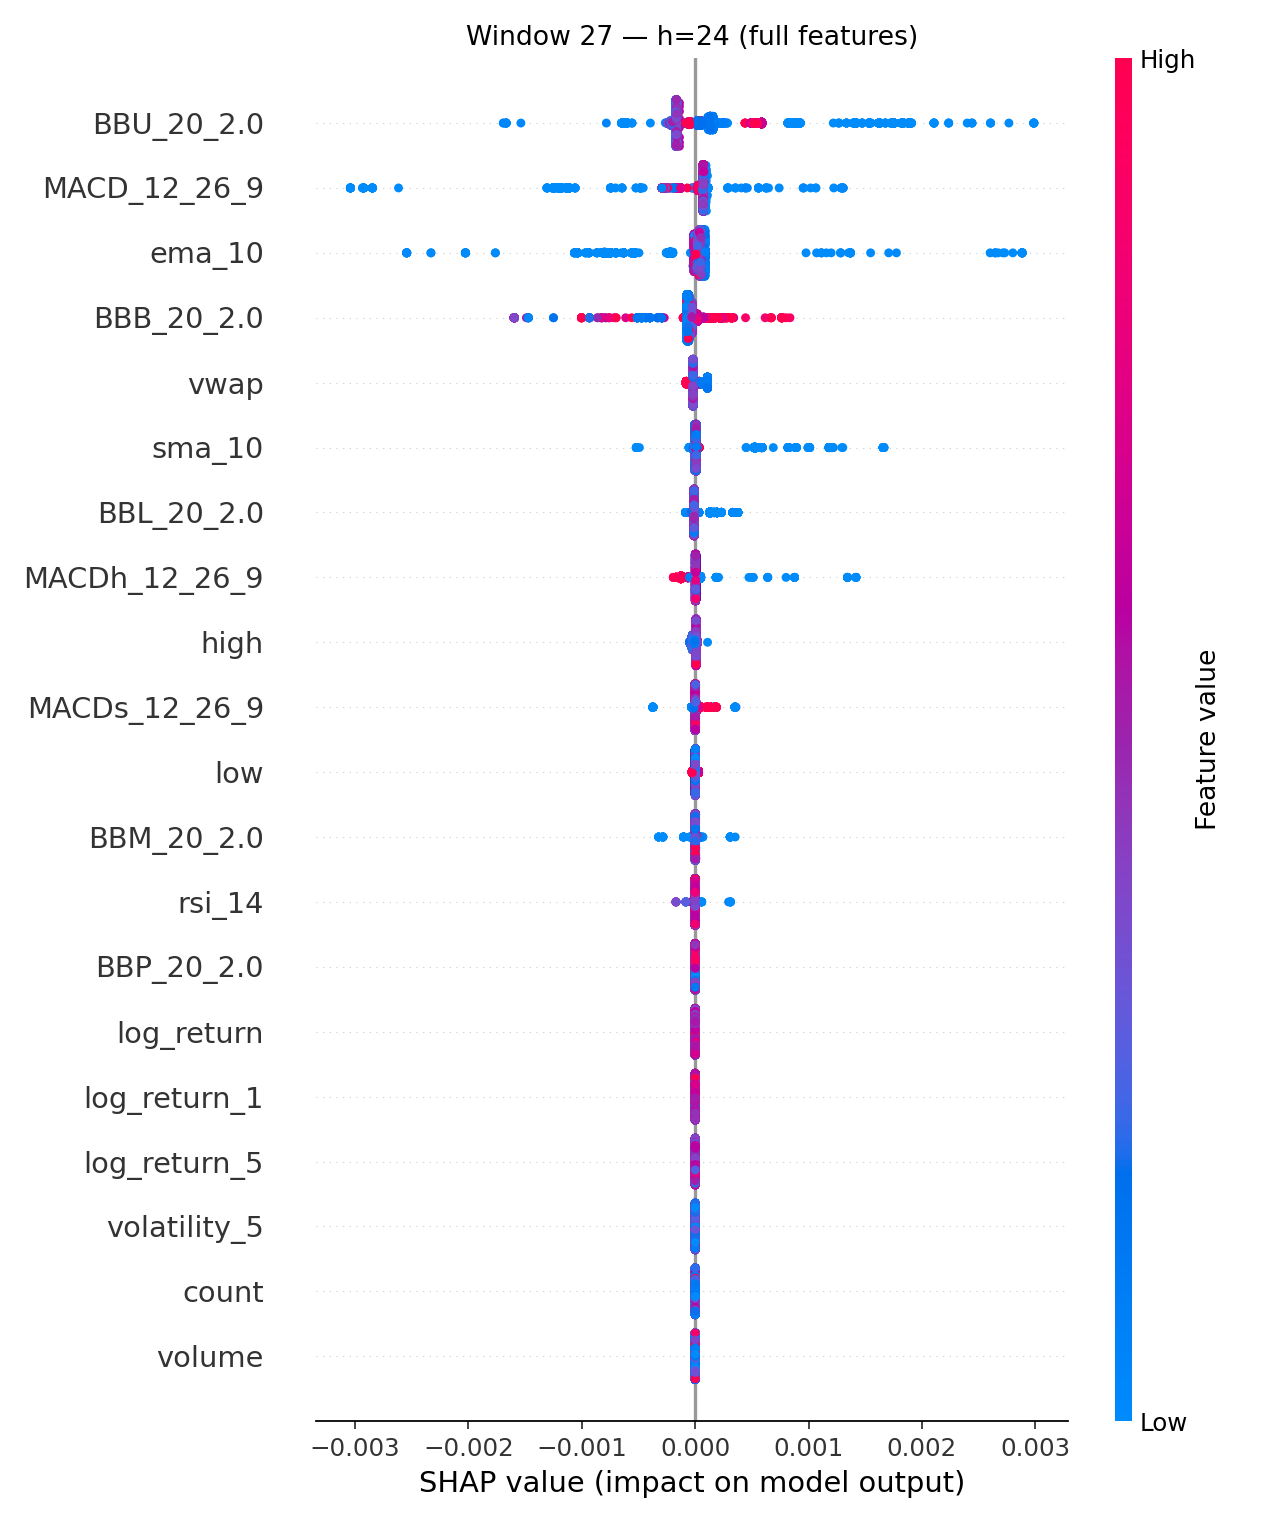 Window 27 — h=24 (full features)
High
BBU_20_2.0
MACD_12_26_9
ema_10
BBB_20_2.0
vwap
sma_10
BBL_20_2.0
MACDh_12_26_9
high
MACDs_12_26_9
low
BBM_20_2.0
rsi_14
BBP_20_2.0
log_return
log_return_1
log_return_5
volatility_5
count
volume
Feature value
Low
−0.003 −0.002 −0.001 0.000 0.001 0.002 0.003
SHAP value (impact on model output)